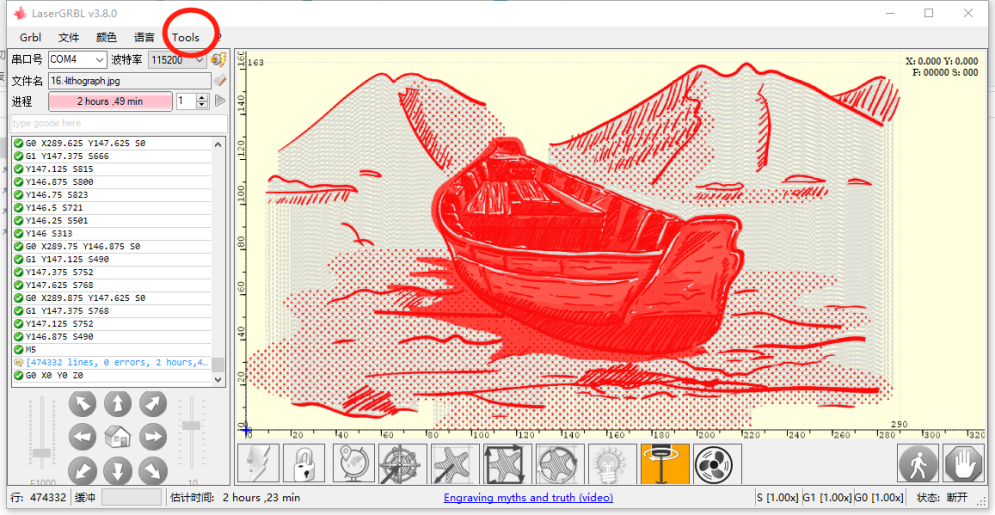 LaserGRBL v3.8.0
Grbl 文件 颜色 语言 Tools ?
串口号 COM4 波特率 115200
文件名 16.-lithograph.jpg
进程 2 hours ,49 min 1
type gcode here
G0 X289.625 Y147.625 S0
G1 Y147.375 S666
Y147.125 S815
Y146.875 S800
Y146.75 S823
Y146.5 S721
Y146.25 S501
Y146 S313
G0 X289.75 Y146.875 S0
G1 Y147.125 S490
Y147.375 S752
Y147.625 S768
G0 X289.875 Y147.625 S0
G1 Y147.375 S768
Y147.125 S752
Y146.875 S490
M5
[474332 lines, 0 errors, 2 hours,4...
G0 X0 Y0 Z0
F1000 10
163
X: 0.000 Y: 0.000
F: 00000 S: 000
160
140
120
100
80
60
40
20
0
290
0 20 40 60 80 100 120 140 160 180 200 220 240 260 280 300 320
行: 474332 缓冲 估计时间: 2 hours ,23 min Engraving myths and truth (video) S [1.00x] G1 [1.00x] G0 [1.00x] 状态: 断开